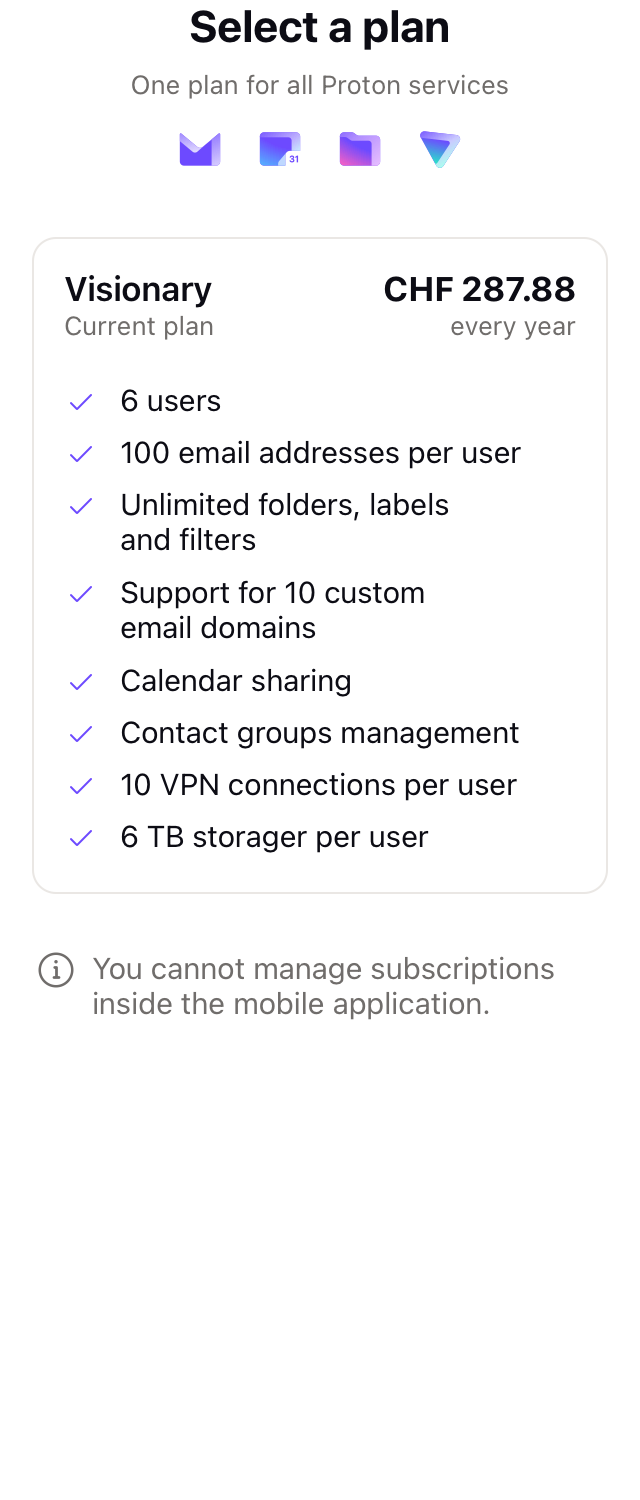 Select a plan
One plan for all Proton services
31
Visionary
CHF 287.88
Current plan
every year
6 users
100 email addresses per user
Unlimited folders, labels
and filters
Support for 10 custom
email domains
Calendar sharing
Contact groups management
10 VPN connections per user
6 TB storager per user
You cannot manage subscriptions
inside the mobile application.